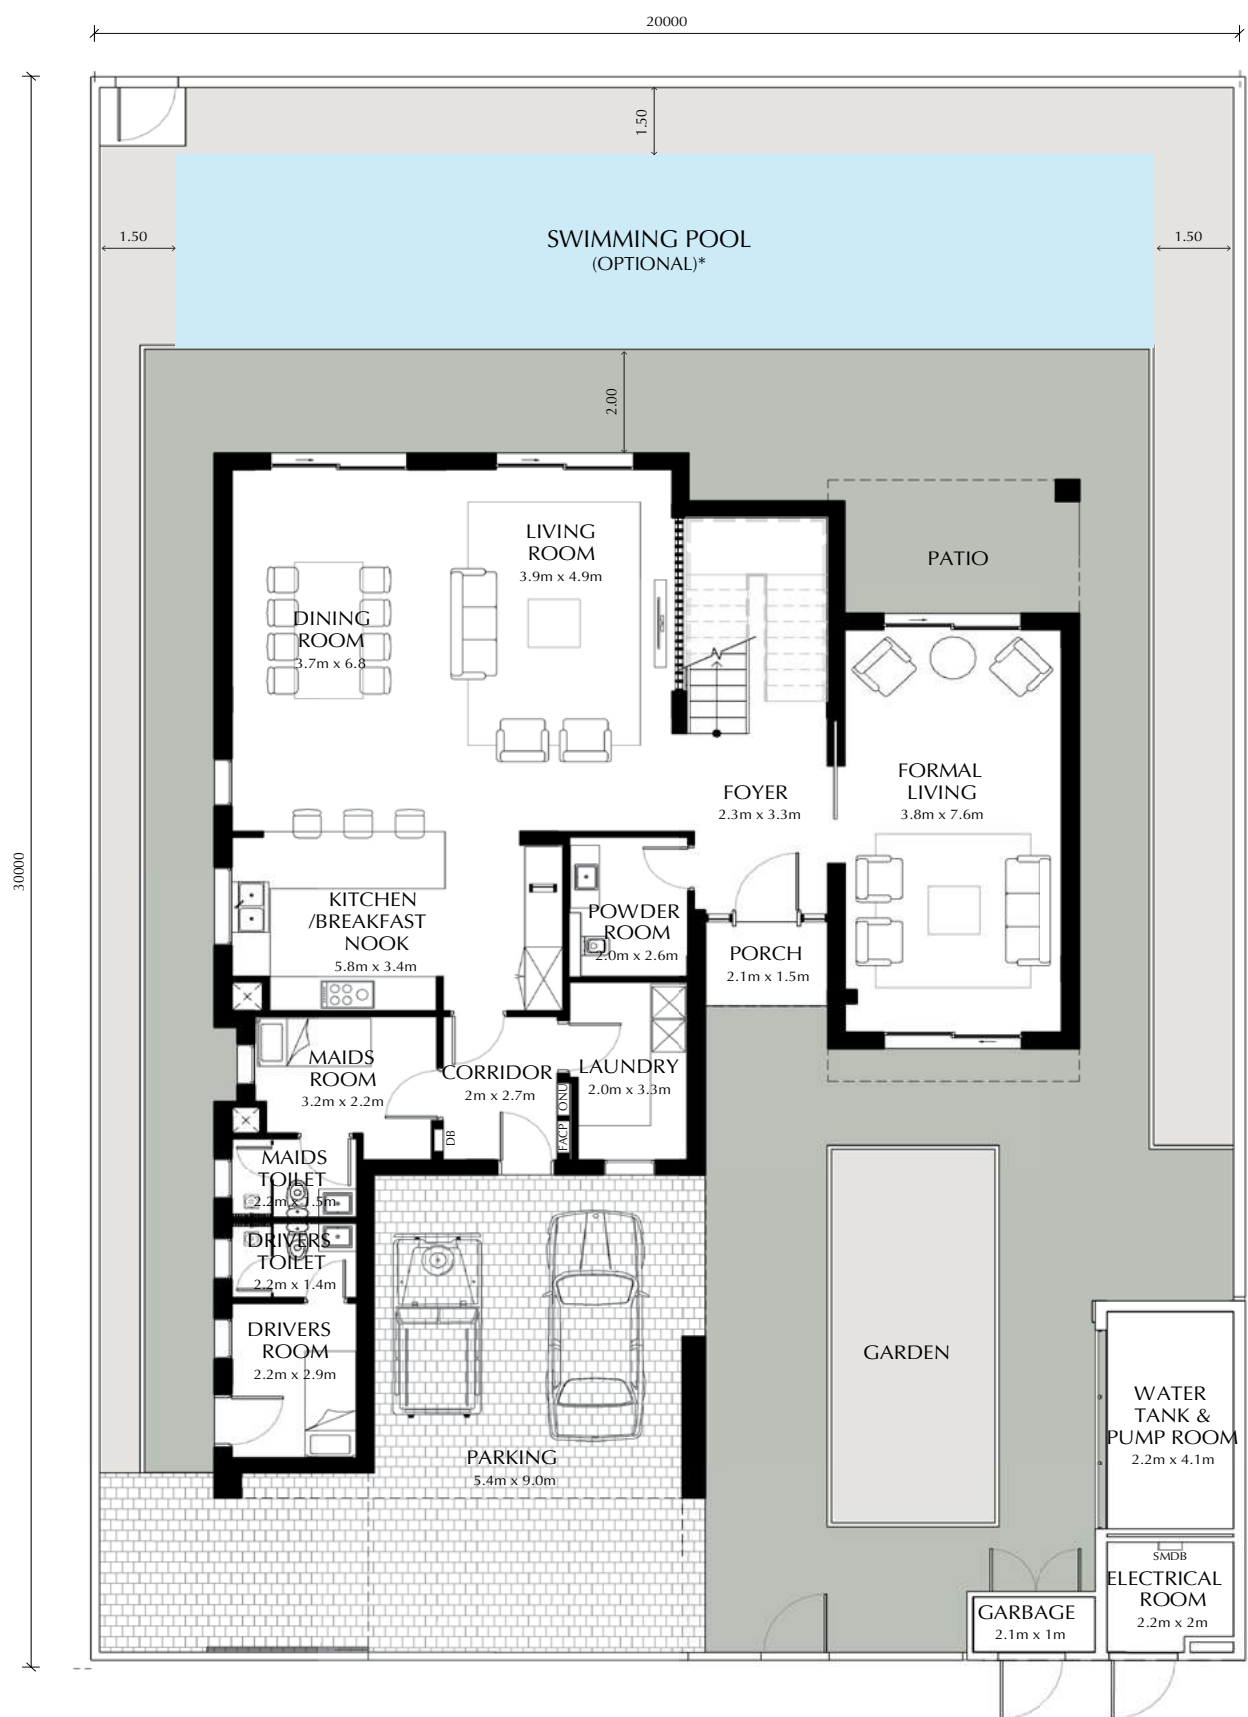 20000
1.50
1.50
1.50
SWIMMING POOL
(OPTIONAL)*
2.00
LIVING
ROOM
3.9m x 4.9m
PATIO
DINING
ROOM
3.7m x 6.8
FOYER
2.3m x 3.3m
FORMAL
LIVING
3.8m x 7.6m
30000
KITCHEN
/BREAKFAST
NOOK
5.8m x 3.4m
POWDER
ROOM
2.0m x 2.6m
PORCH
2.1m x 1.5m
MAIDS
ROOM
3.2m x 2.2m
CORRIDOR
2m x 2.7m
LAUNDRY
2.0m x 3.3m
ONU
FACP
DB
MAIDS
TOILET
2.2m x 1.5m
DRIVERS
TOILET
2.2m x 1.4m
DRIVERS
ROOM
2.2m x 2.9m
PARKING
5.4m x 9.0m
GARDEN
WATER
TANK &
PUMP ROOM
2.2m x 4.1m
SMDB
ELECTRICAL
ROOM
2.2m x 2m
GARBAGE
2.1m x 1m